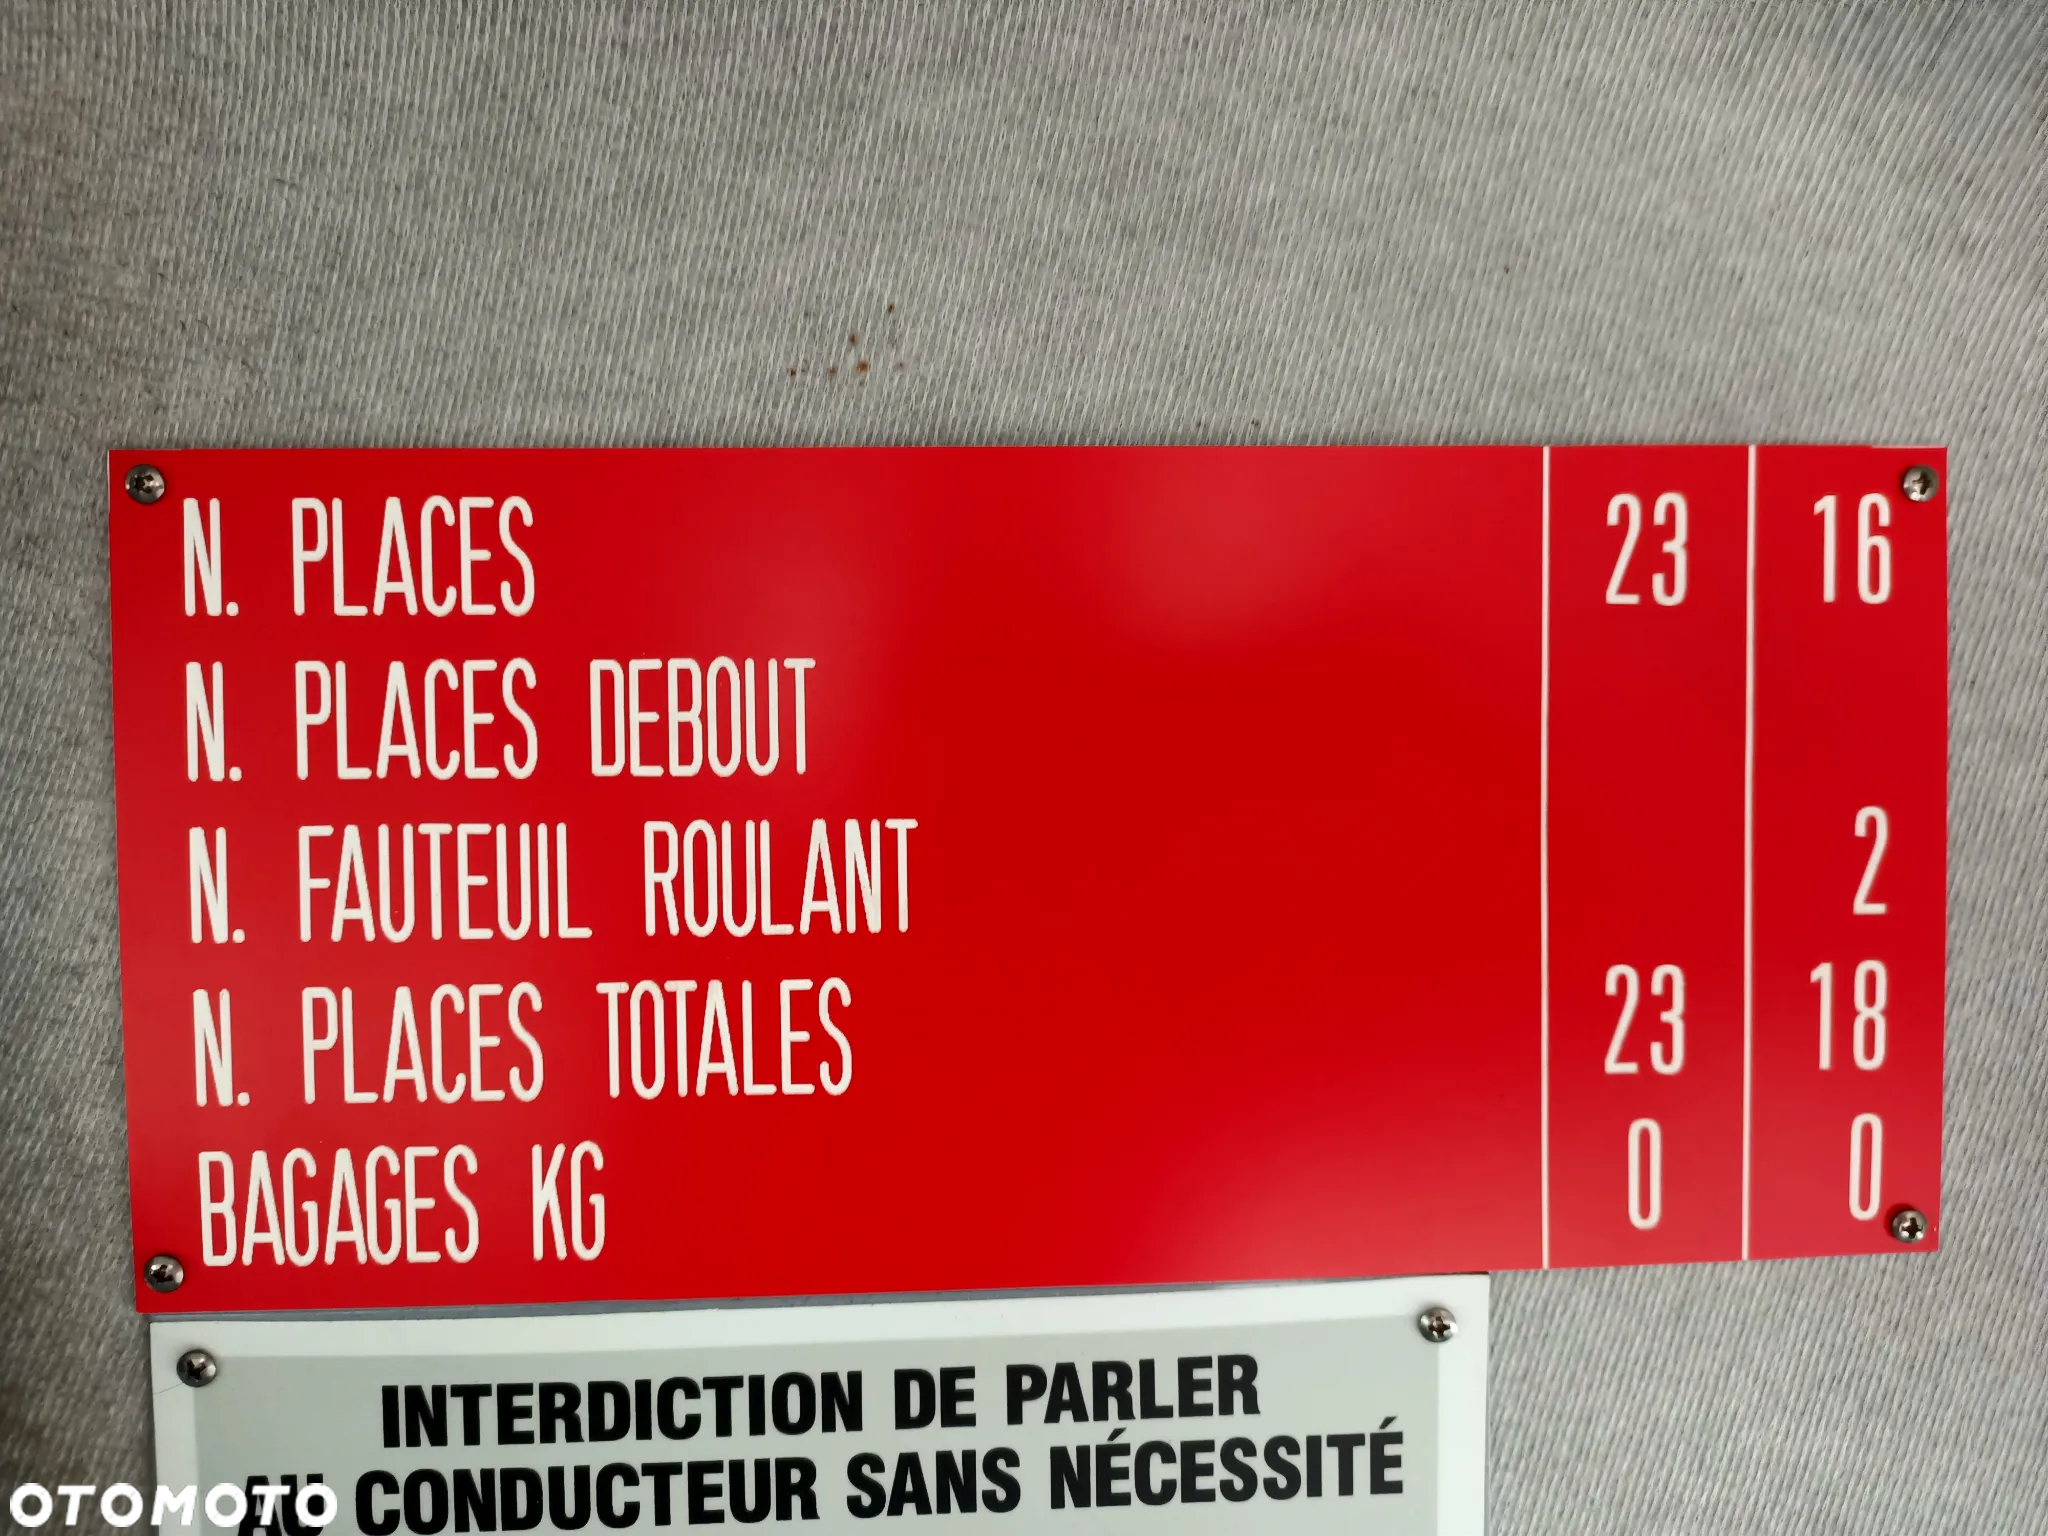 N. PLACES 23 16
N. PLACES DEBOUT
N. FAUTEUIL ROULANT 2
N. PLACES TOTALES 23 18
BAGAGES KG 0 0
INTERDICTION DE PARLER
AU CONDUCTEUR SANS NÉCESSITÉ
OTOMOTO